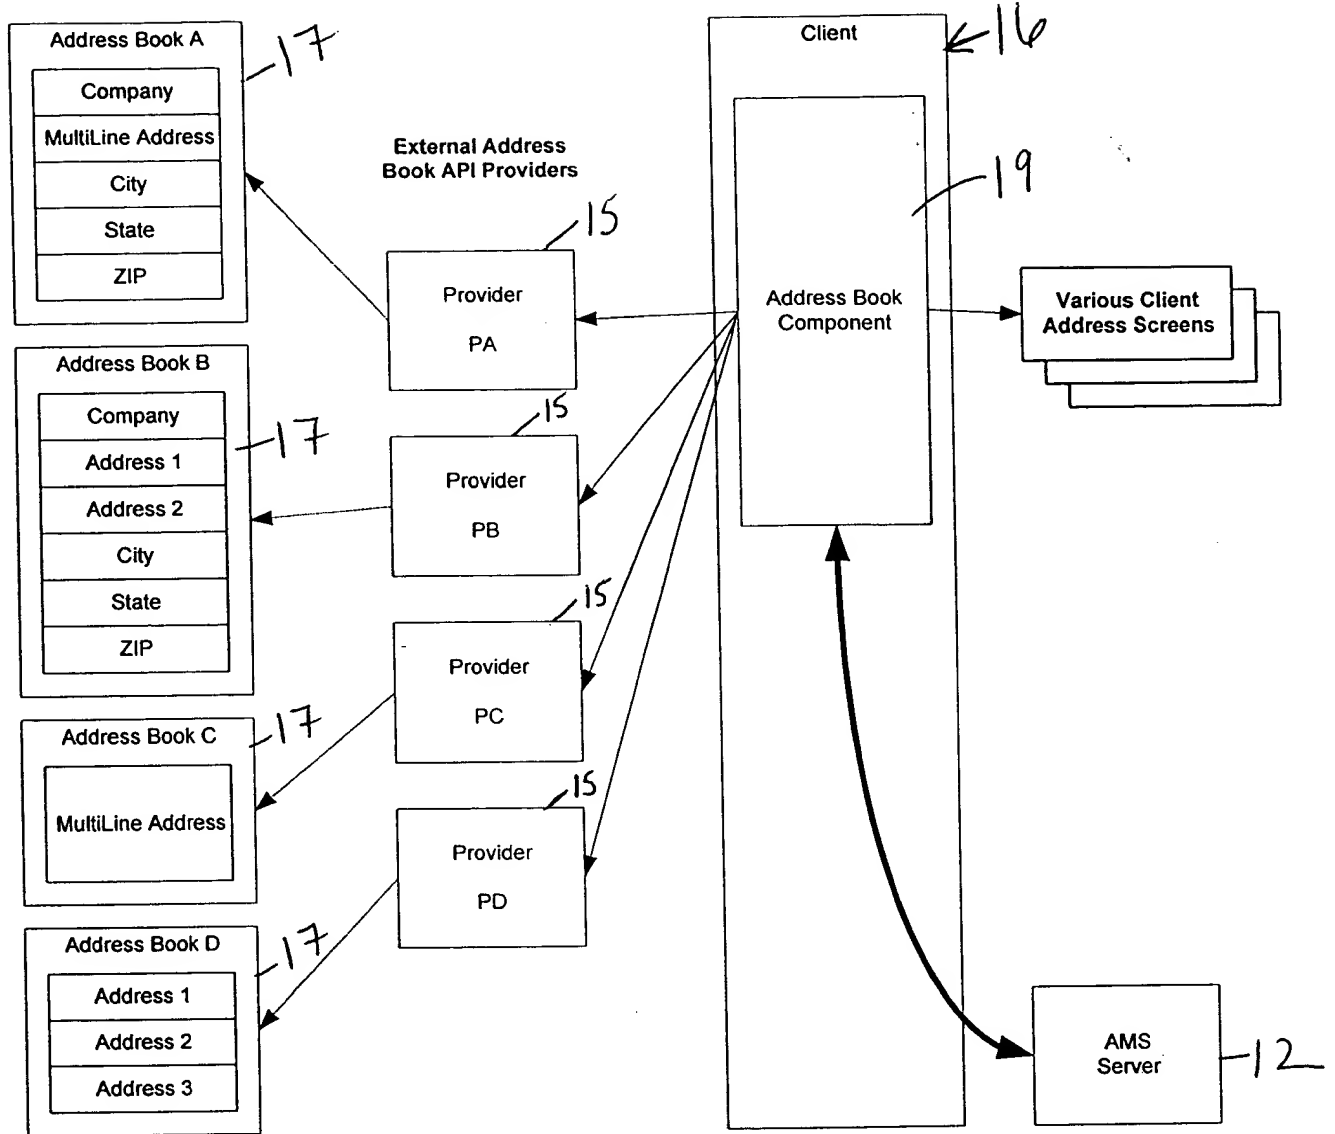 Address Book A
17
Company
MultiLine Address
City
State
ZIP
Address Book B
17
Company
Address 1
Address 2
City
State
ZIP
Address Book C
17
MultiLine Address
Address Book D
17
Address 1
Address 2
Address 3
External Address
Book API Providers
15
Provider
PA
15
Provider
PB
15
Provider
PC
15
Provider
PD
Client
16
19
Address Book
Component
Various Client
Address Screens
AMS
Server
12